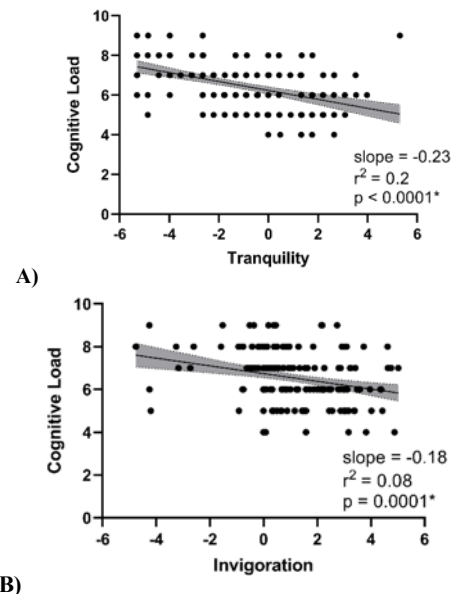 10
8
6
4
2
0
Cognitive Load
slope = -0.23
r² = 0.2
p < 0.0001*
-6 -4 -2 0 2 4 6
Tranquility
A)
10
8
6
4
2
0
Cognitive Load
slope = -0.18
r² = 0.08
p = 0.0001*
-6 -4 -2 0 2 4 6
Invigoration
B)